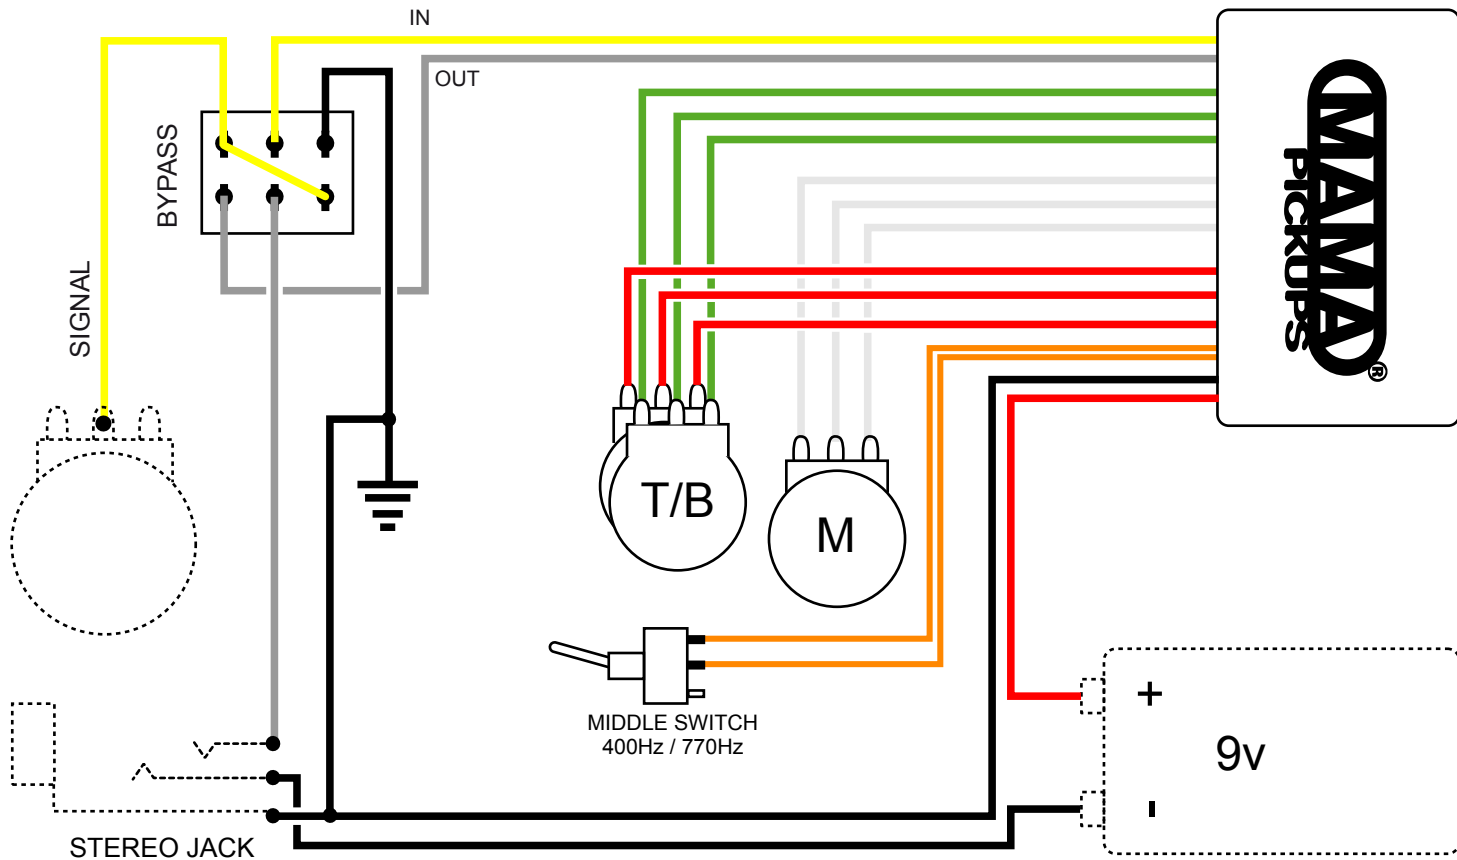 IN
OUT
BYPASS
SIGNAL
MAMA
PICKUPS
®
T/B
M
MIDDLE SWITCH
400Hz / 770Hz
+
9v
-
STEREO JACK